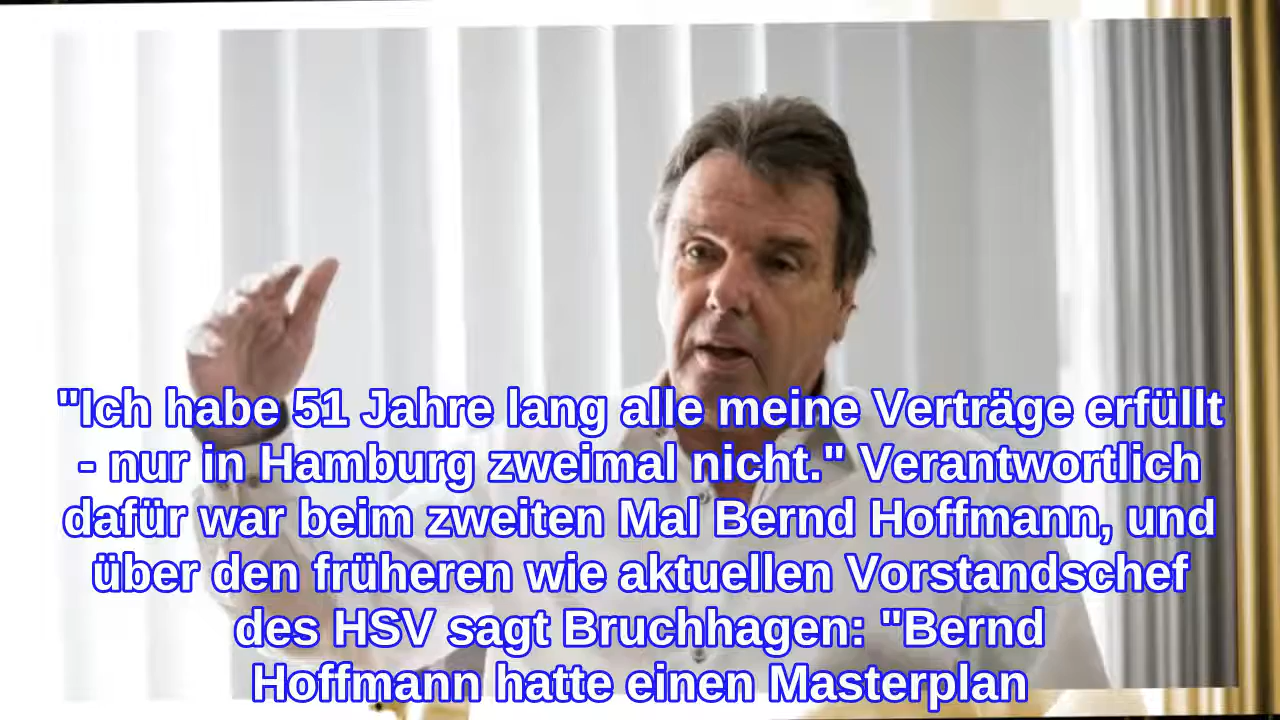 "Ich habe 51 Jahre lang alle meine Verträge erfüllt
- nur in Hamburg zweimal nicht." Verantwortlich
dafür war beim zweiten Mal Bernd Hoffmann, und
über den früheren wie aktuellen Vorstandschef
des HSV sagt Bruchhagen: "Bernd
Hoffmann hatte einen Masterplan